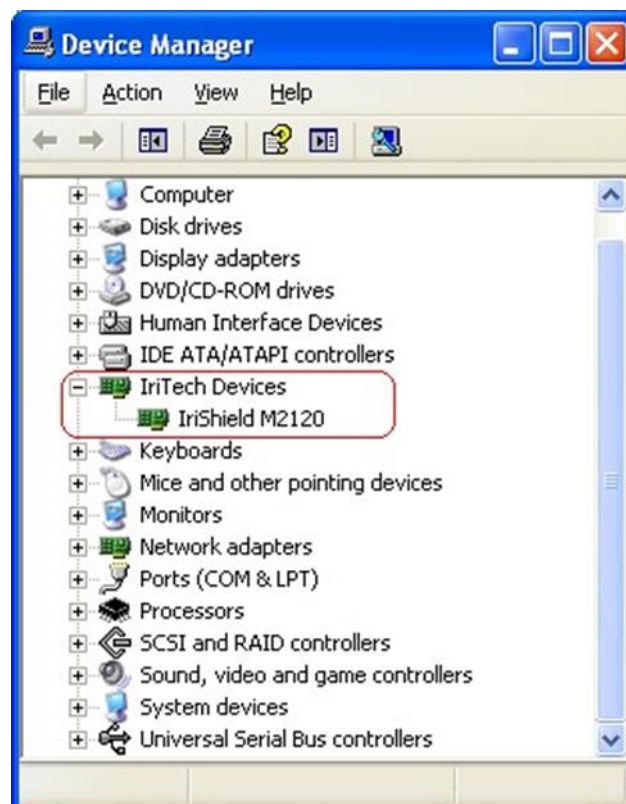 Device Manager
File Action View Help
Computer
Disk drives
Display adapters
DVD/CD-ROM drives
Human Interface Devices
IDE ATA/ATAPI controllers
IriTech Devices
IriShield M2120
Keyboards
Mice and other pointing devices
Monitors
Network adapters
Ports (COM & LPT)
Processors
SCSI and RAID controllers
Sound, video and game controllers
System devices
Universal Serial Bus controllers